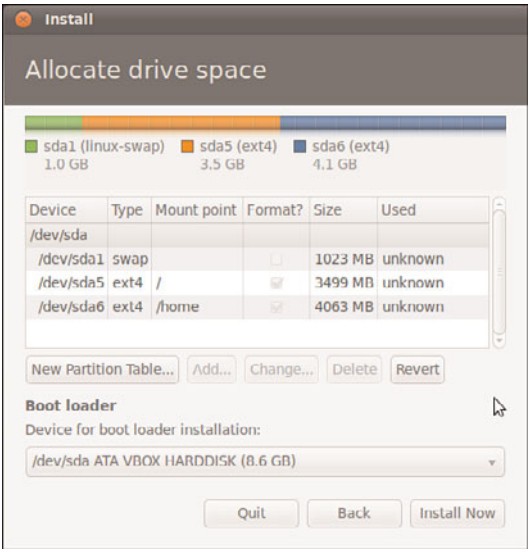 Install
Allocate drive space
sda1 (linux-swap) sda5 (ext4) sda6 (ext4)
1.0 GB 3.5 GB 4.1 GB
Device Type Mount point Format? Size Used
/dev/sda
/dev/sda1 swap 1023 MB unknown
/dev/sda5 ext4 / 3499 MB unknown
/dev/sda6 ext4 /home 4063 MB unknown
New Partition Table... Add... Change... Delete Revert
Boot loader
Device for boot loader installation:
/dev/sda ATA VBOX HARDDISK (8.6 GB)
Quit Back Install Now